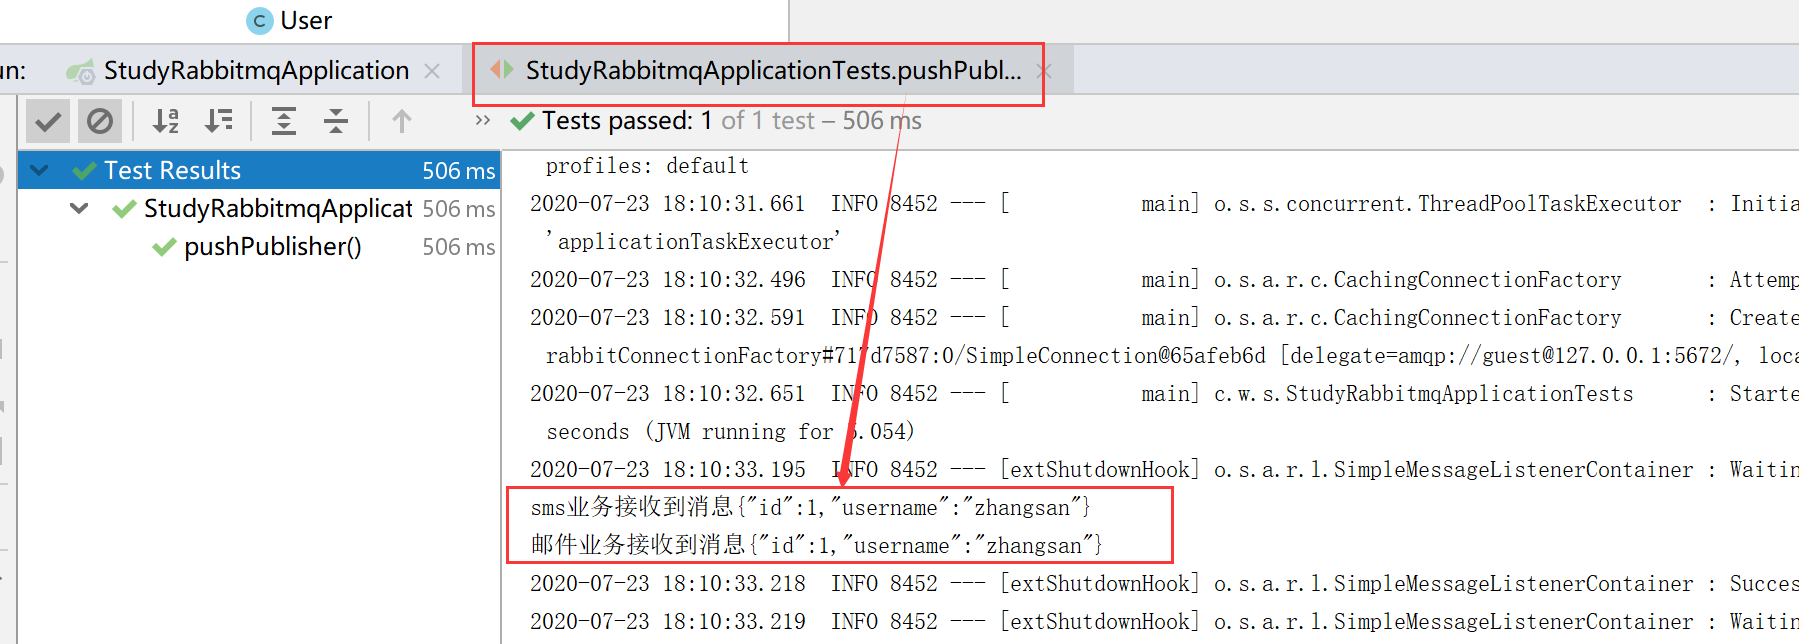 C User
un: StudyRabbitmqApplication × StudyRabbitmqApplicationTests.pushPubl... ×
» Tests passed: 1 of 1 test – 506 ms
Test Results 506 ms
StudyRabbitmqApplicat 506 ms
pushPublisher() 506 ms
profiles: default
2020-07-23 18:10:31.661 INFO 8452 --- [ main] o.s.s.concurrent.ThreadPoolTaskExecutor : Initia
'applicationTaskExecutor'
2020-07-23 18:10:32.496 INFO 8452 --- [ main] o.s.a.r.c.CachingConnectionFactory : Attemp
2020-07-23 18:10:32.591 INFO 8452 --- [ main] o.s.a.r.c.CachingConnectionFactory : Create
rabbitConnectionFactory#717d7587:0/SimpleConnection@65afeb6d [delegate=amqp://guest@127.0.0.1:5672/, loca
2020-07-23 18:10:32.651 INFO 8452 --- [ main] c.w.s.StudyRabbitmqApplicationTests : Starte
seconds (JVM running for 5.054)
2020-07-23 18:10:33.195 INFO 8452 --- [extShutdownHook] o.s.a.r.l.SimpleMessageListenerContainer : Waitin
sms业务接收到消息{"id":1,"username":"zhangsan"}
邮件业务接收到消息{"id":1,"username":"zhangsan"}
2020-07-23 18:10:33.218 INFO 8452 --- [extShutdownHook] o.s.a.r.l.SimpleMessageListenerContainer : Succes
2020-07-23 18:10:33.219 INFO 8452 --- [extShutdownHook] o.s.a.r.l.SimpleMessageListenerContainer : Waitin